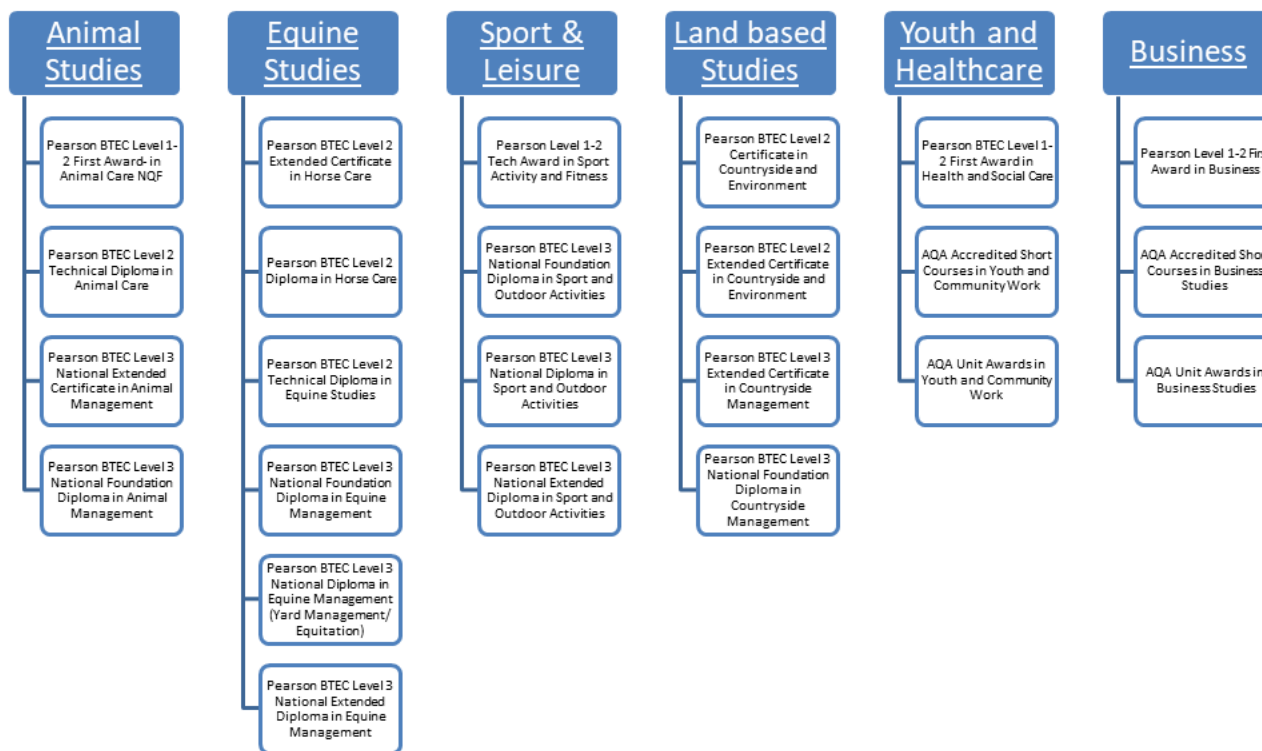 Animal
Studies
Pearson BTEC Level 1-
2 First Award- in
Animal Care NQF
Pearson BTEC Level 2
Technical Diploma in
Animal Care
Pearson BTEC Level 3
National Extended
Certificate in Animal
Management
Pearson BTEC Level 3
National Foundation
Diploma in Animal
Management
Equine
Studies
Pearson BTEC Level 2
Extended Certificate
in Horse Care
Pearson BTEC Level 2
Diploma in Horse Care
Pearson BTEC Level 2
Technical Diploma in
Equine Studies
Pearson BTEC Level 3
National Foundation
Diploma in Equine
Management
Pearson BTEC Level 3
National Diploma in
Equine Management
(Yard Management/
Equitation)
Pearson BTEC Level 3
National Extended
Diploma in Equine
Management
Sport &
Leisure
Pearson Level 1-2
Tech Award in Sport
Activity and Fitness
Pearson BTEC Level 3
National Foundation
Diploma in Sport and
Outdoor Activities
Pearson BTEC Level 3
National Diploma in
Sport and Outdoor
Activities
Pearson BTEC Level 3
National Extended
Diploma in Sport and
Outdoor Activities
Land based
Studies
Pearson BTEC Level 2
Certificate in
Countryside and
Environment
Pearson BTEC Level 2
Extended Certificate
in Countryside and
Environment
Pearson BTEC Level 3
Extended Certificate
in Countryside
Management
Pearson BTEC Level 3
National Foundation
Diploma in
Countryside
Management
Youth and
Healthcare
Pearson BTEC Level 1-
2 First Award in
Health and Social Care
AQA Accredited Short
Courses in Youth and
Community Work
AQA Unit Awards in
Youth and Community
Work
Business
Pearson Level 1-2
Award in Business
AQA Accredited
Courses in Business
Studies
AQA Unit Awards in
Business Studies